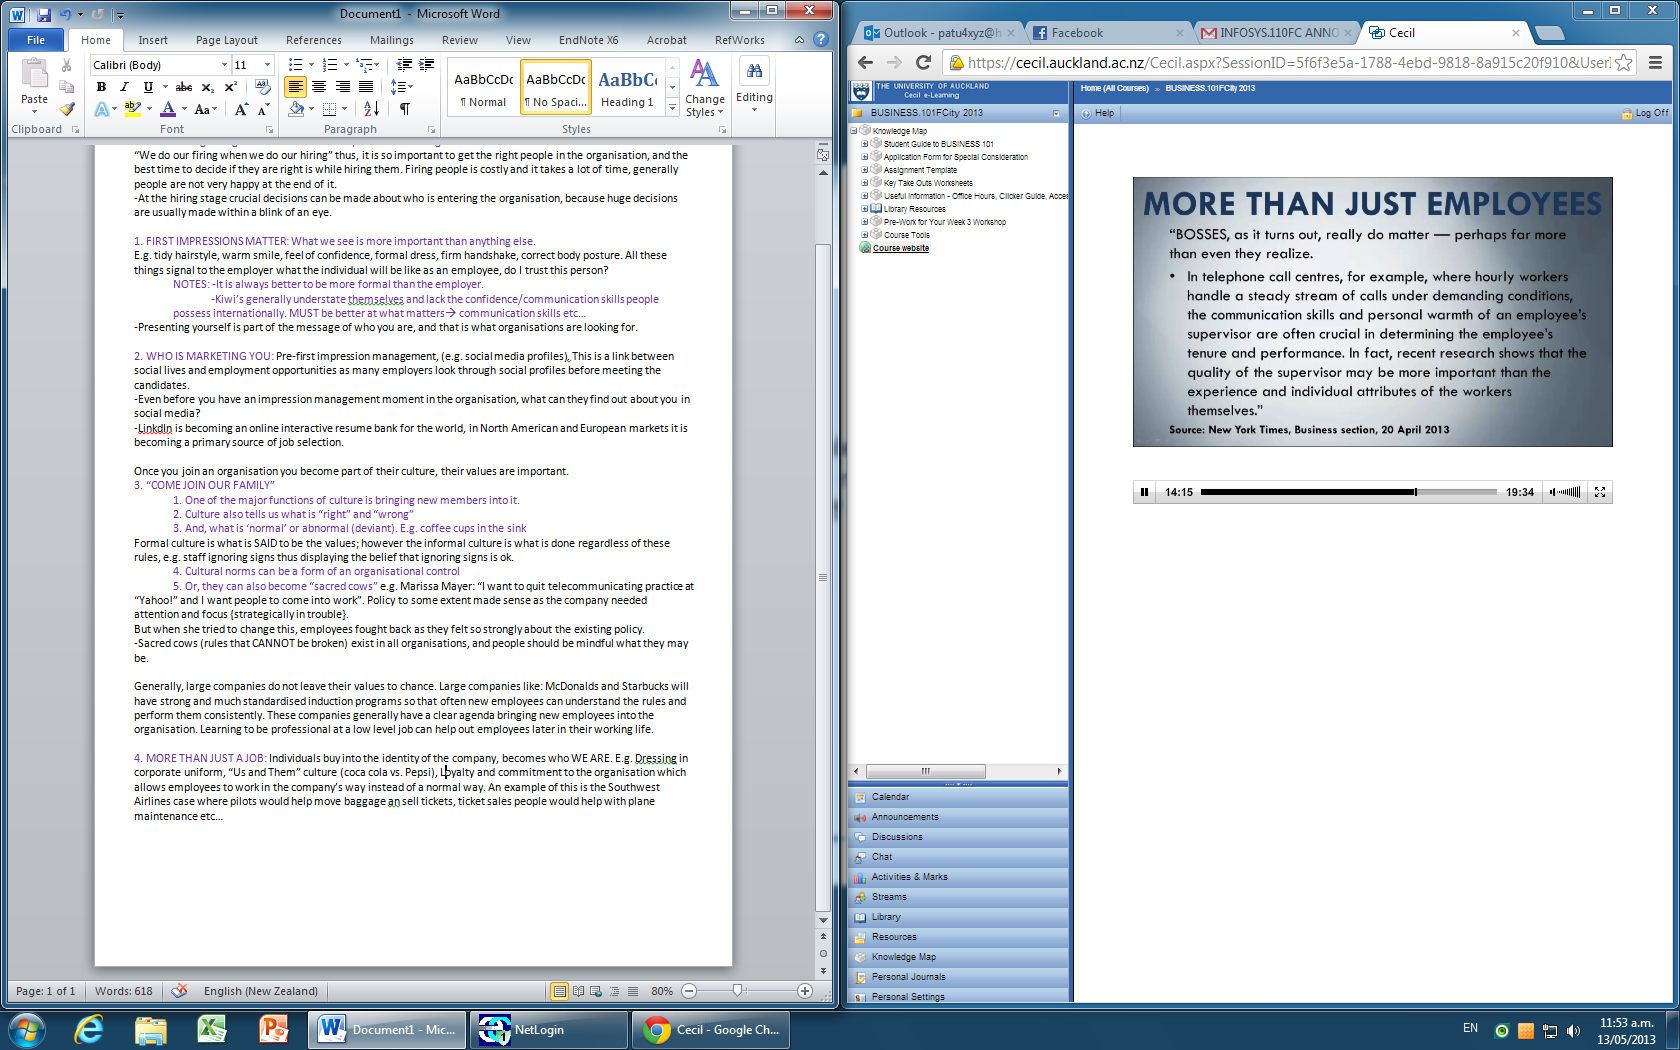 Document1 - Microsoft Word
File Home Insert Page Layout References Mailings Review View EndNote X6 Acrobat RefWorks
Calibri (Body) 11
Paste
AaBbCcDc AaBbCcDc AaBbCc
¶ Normal ¶ No Spaci... Heading 1
Change Styles
Editing
Clipboard Font Paragraph Styles
“We do our firing when we do our hiring” thus, it is so important to get the right people in the organisation, and the
best time to decide if they are right is while hiring them. Firing people is costly and it takes a lot of time, generally
people are not very happy at the end of it.
-At the hiring stage crucial decisions can be made about who is entering the organisation, because huge decisions
are usually made within a blink of an eye.
1. FIRST IMPRESSIONS MATTER: What we see is more important than anything else.
E.g. tidy hairstyle, warm smile, feel of confidence, formal dress, firm handshake, correct body posture. All these
things signal to the employer what the individual will be like as an employee, do I trust this person?
NOTES: -It is always better to be more formal than the employer.
-Kiwi’s generally understate themselves and lack the confidence/communication skills people
possess internationally. MUST be better at what matters→ communication skills etc...
-Presenting yourself is part of the message of who you are, and that is what organisations are looking for.
2. WHO IS MARKETING YOU: Pre-first impression management, (e.g. social media profiles), This is a link between
social lives and employment opportunities as many employers look through social profiles before meeting the
candidates.
-Even before you have an impression management moment in the organisation, what can they find out about you in
social media?
-LinkdIn is becoming an online interactive resume bank for the world, in North American and European markets it is
becoming a primary source of job selection.
Once you join an organisation you become part of their culture, their values are important.
3. “COME JOIN OUR FAMILY”
1. One of the major functions of culture is bringing new members into it.
2. Culture also tells us what is “right” and “wrong”
3. And, what is ‘normal’ or abnormal (deviant). E.g. coffee cups in the sink
Formal culture is what is SAID to be the values; however the informal culture is what is done regardless of these
rules, e.g. staff ignoring signs thus displaying the belief that ignoring signs is ok.
4. Cultural norms can be a form of an organisational control
5. Or, they can also become “sacred cows” e.g. Marissa Mayer: “I want to quit telecommunicating practice at
“Yahoo!” and I want people to come into work”. Policy to some extent made sense as the company needed
attention and focus {strategically in trouble}.
But when she tried to change this, employees fought back as they felt so strongly about the existing policy.
-Sacred cows (rules that CANNOT be broken) exist in all organisations, and people should be mindful what they may
be.
Generally, large companies do not leave their values to chance. Large companies like: McDonalds and Starbucks will
have strong and much standardised induction programs so that often new employees can understand the rules and
perform them consistently. These companies generally have a clear agenda bringing new employees into the
organisation. Learning to be professional at a low level job can help out employees later in their working life.
4. MORE THAN JUST A JOB: Individuals buy into the identity of the company, becomes who WE ARE. E.g. Dressing in
corporate uniform, “Us and Them” culture (coca cola vs. Pepsi), Loyalty and commitment to the organisation which
allows employees to work in the company’s way instead of a normal way. An example of this is the Southwest
Airlines case where pilots would help move baggage an sell tickets, ticket sales people would help with plane
maintenance etc...
Page: 1 of 1 Words: 618 English (New Zealand) 80%
Outlook - patu4xyz@h Facebook INFOSYS.110FC ANNO Cecil
https://cecil.auckland.ac.nz/Cecil.aspx?SessionID=5f6f3e5a-1788-4ebd-9818-8a915c20f910&User
THE UNIVERSITY OF AUCKLAND
Cecil e-Learning
Home (All Courses) » BUSINESS.101FCity 2013
BUSINESS.101FCity 2013
Help Log Off
Knowledge Map
Student Guide to BUSINESS 101
Application Form for Special Consideration
Assignment Template
Key Take Outs Worksheets
Useful Information - Office Hours, Clicker Guide, Acces
Library Resources
Pre-Work for Your Week 3 Workshop
Course Tools
Course website
MORE THAN JUST EMPLOYEES
“BOSSES, as it turns out, really do matter — perhaps far more
than even they realize.
• In telephone call centres, for example, where hourly workers
handle a steady stream of calls under demanding conditions,
the communication skills and personal warmth of an employee’s
supervisor are often crucial in determining the employee’s
tenure and performance. In fact, recent research shows that the
quality of the supervisor may be more important than the
experience and individual attributes of the workers
themselves.”
Source: New York Times, Business section, 20 April 2013
14:15 19:34
Calendar
Announcements
Discussions
Chat
Activities & Marks
Streams
Library
Resources
Knowledge Map
Personal Journals
Personal Settings
Document1 - Mic... NetLogin Cecil - Google Ch...
EN
11:53 a.m.
13/05/2013